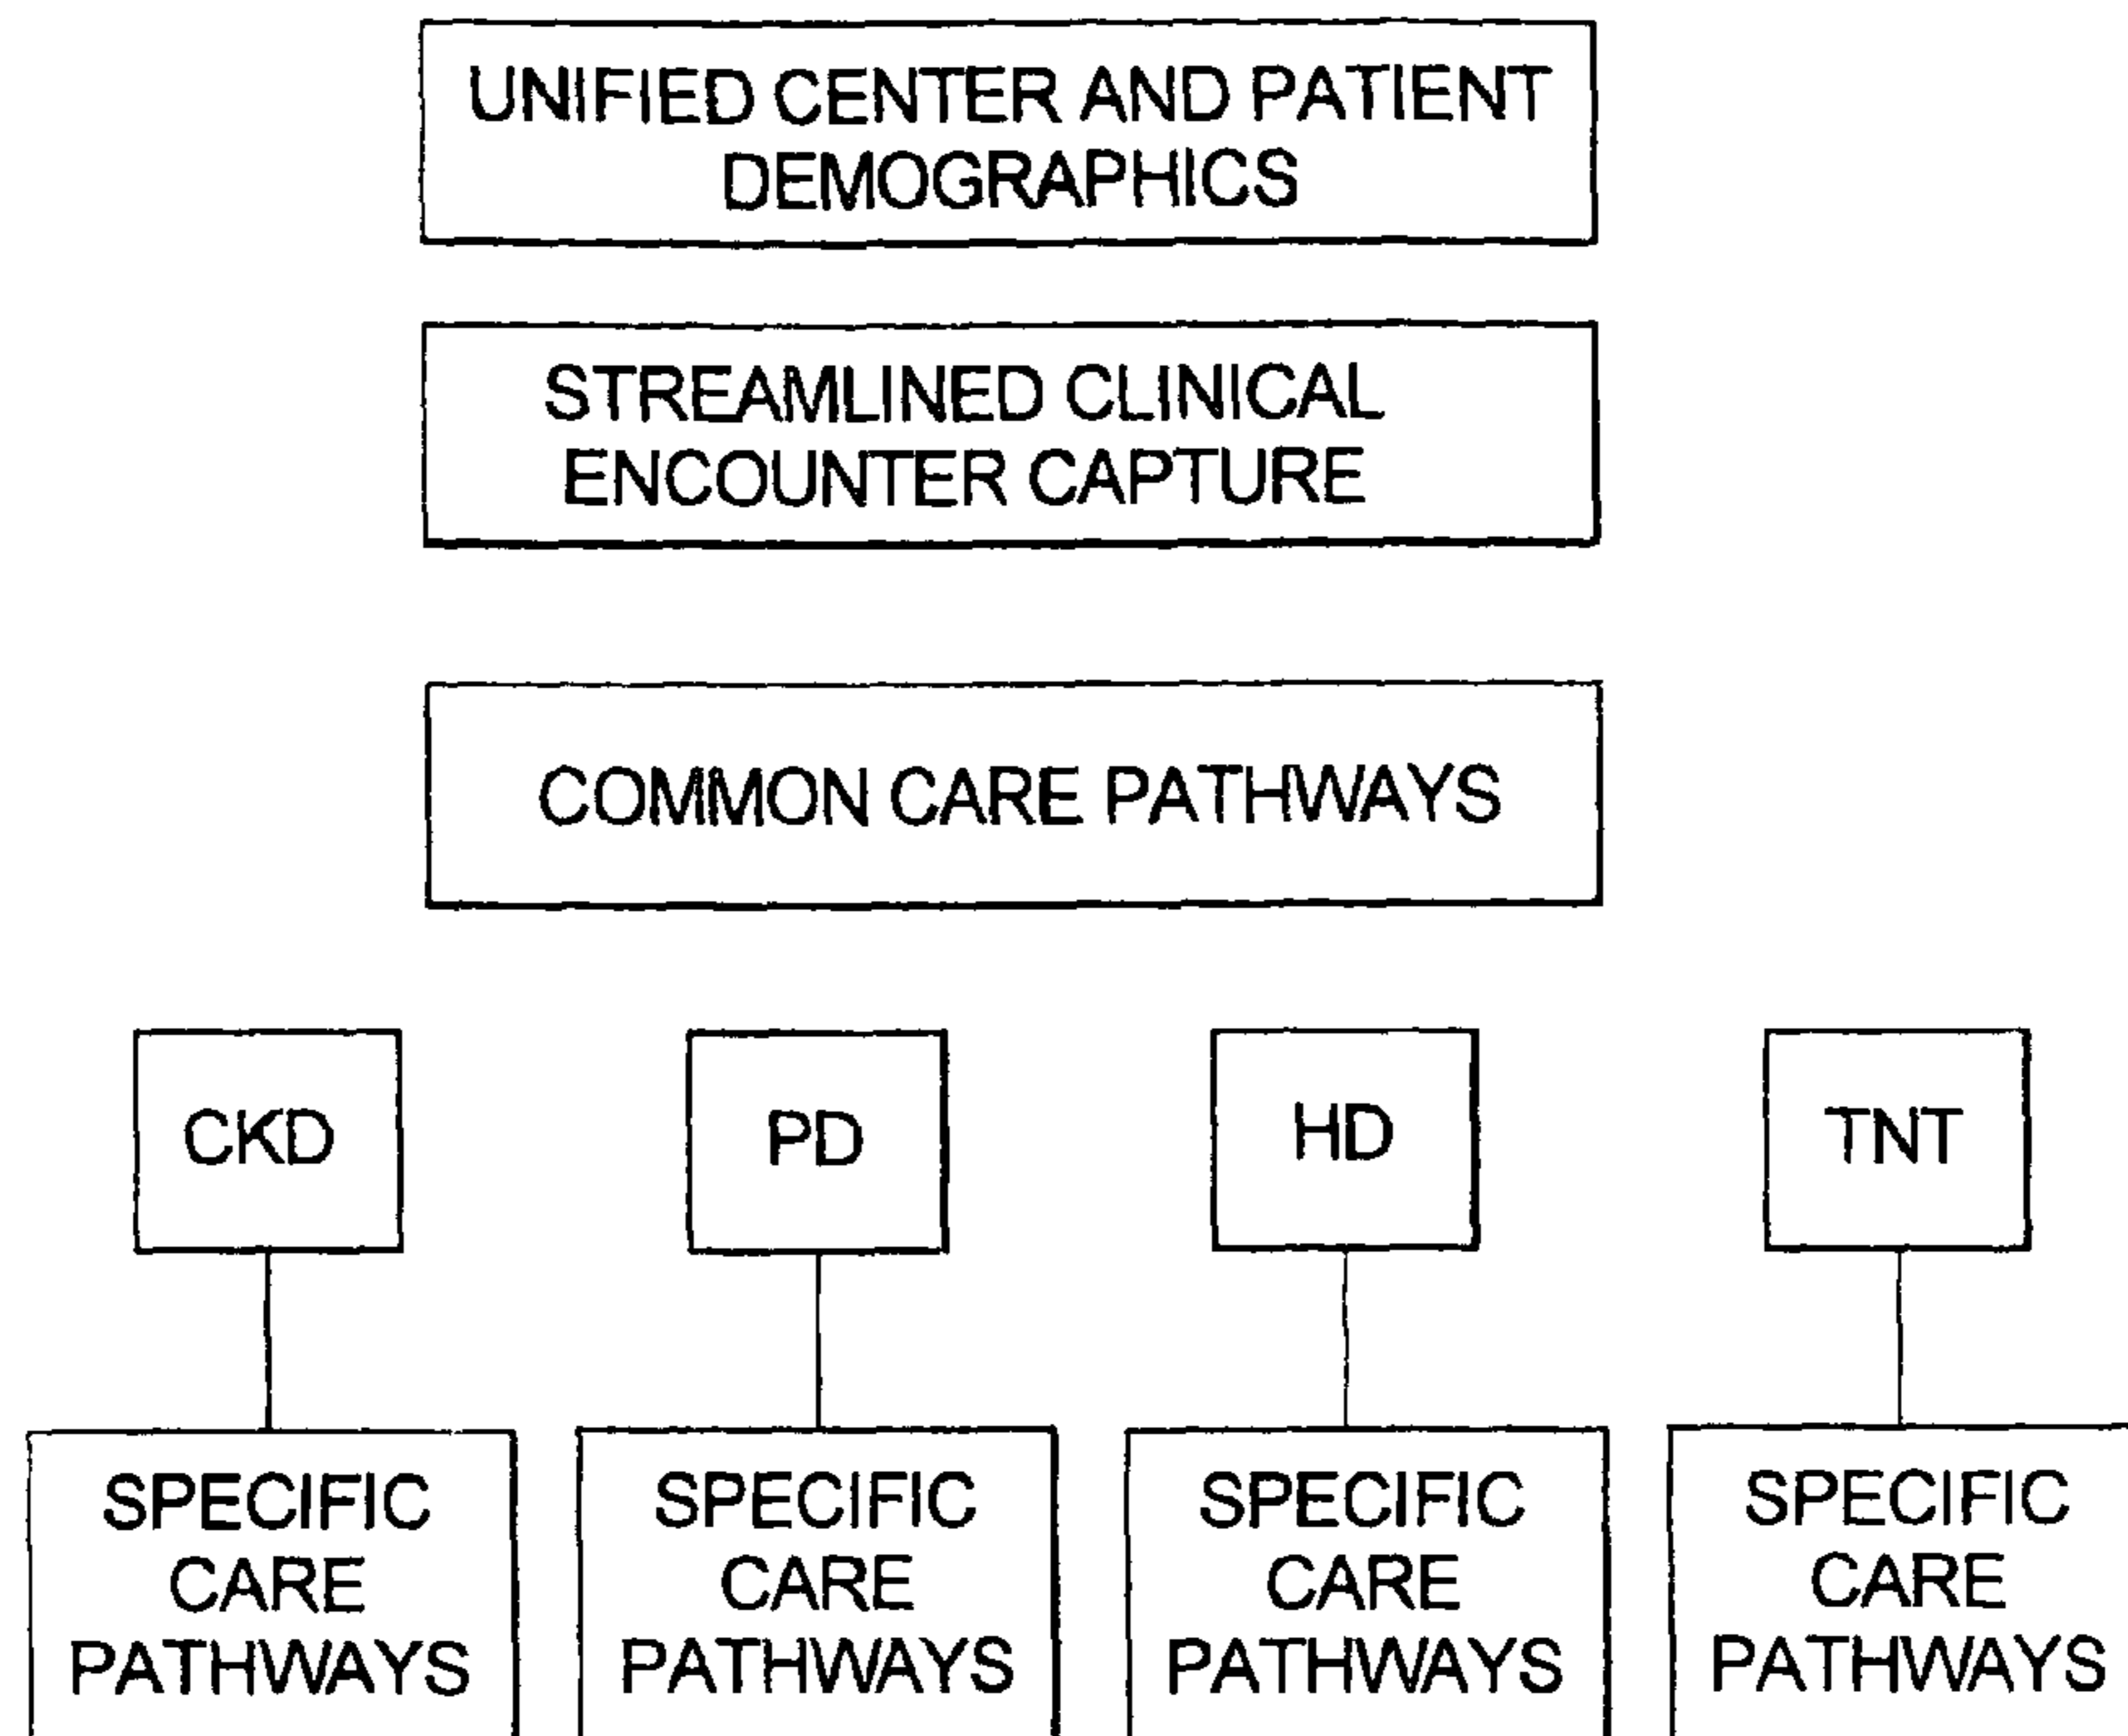 UNIFIED CENTER AND PATIENT
DEMOGRAPHICS
STREAMLINED CLINICAL
ENCOUNTER CAPTURE
COMMON CARE PATHWAYS
CKD
PD
HD
TNT
SPECIFIC
CARE
PATHWAYS
SPECIFIC
CARE
PATHWAYS
SPECIFIC
CARE
PATHWAYS
SPECIFIC
CARE
PATHWAYS